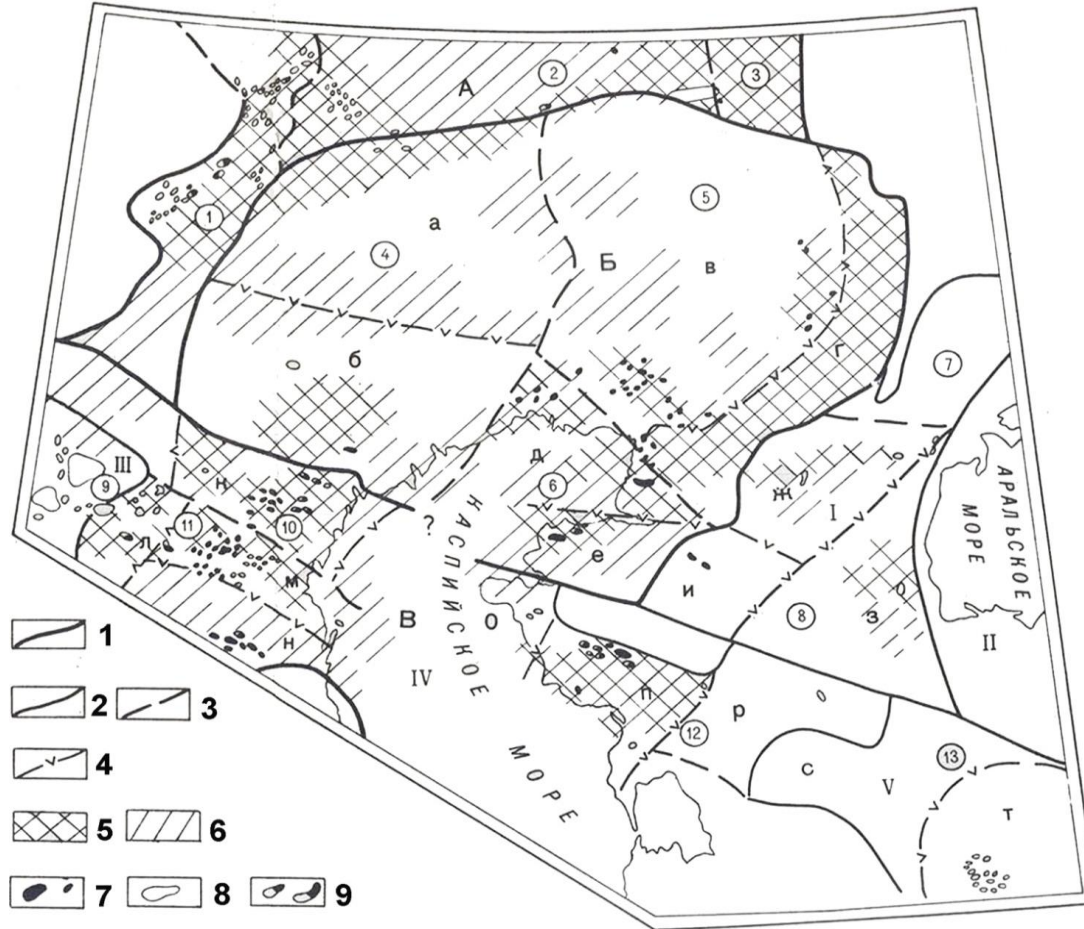 А
2
3
1
5
а
4
Б
в
г
б
7
III
9
д
к
6
ж
11
10
I
л
?
е
м
и
В
О
з
8
н
IV
II
п
р
12
с
V
13
т
КАСПИЙСКОЕ
МОРЕ
АРАЛЬСКОЕ
МОРЕ
1
2
3
4
5
6
7
8
9